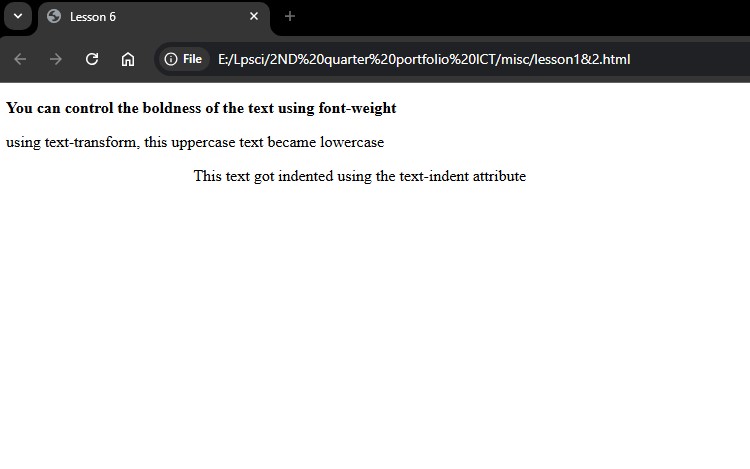 Lesson 6
File E:/Lpsci/2ND%20quarter%20portfolio%20ICT/misc/lesson1&2.html
You can control the boldness of the text using font-weight
using text-transform, this uppercase text became lowercase
This text got indented using the text-indent attribute